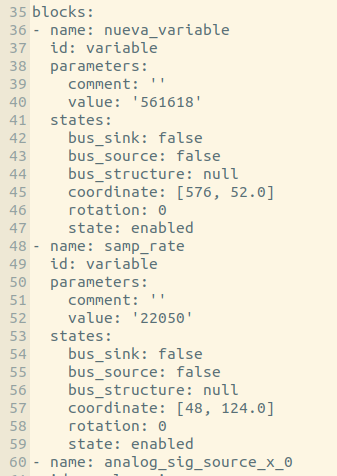 35 blocks:
36 - name: nueva_variable
37   id: variable
38   parameters:
39     comment: ''
40     value: '561618'
41   states:
42     bus_sink: false
43     bus_source: false
44     bus_structure: null
45     coordinate: [576, 52.0]
46     rotation: 0
47     state: enabled
48 - name: samp_rate
49   id: variable
50   parameters:
51     comment: ''
52     value: '22050'
53   states:
54     bus_sink: false
55     bus_source: false
56     bus_structure: null
57     coordinate: [48, 124.0]
58     rotation: 0
59     state: enabled
60 - name: analog_sig_source_x_0